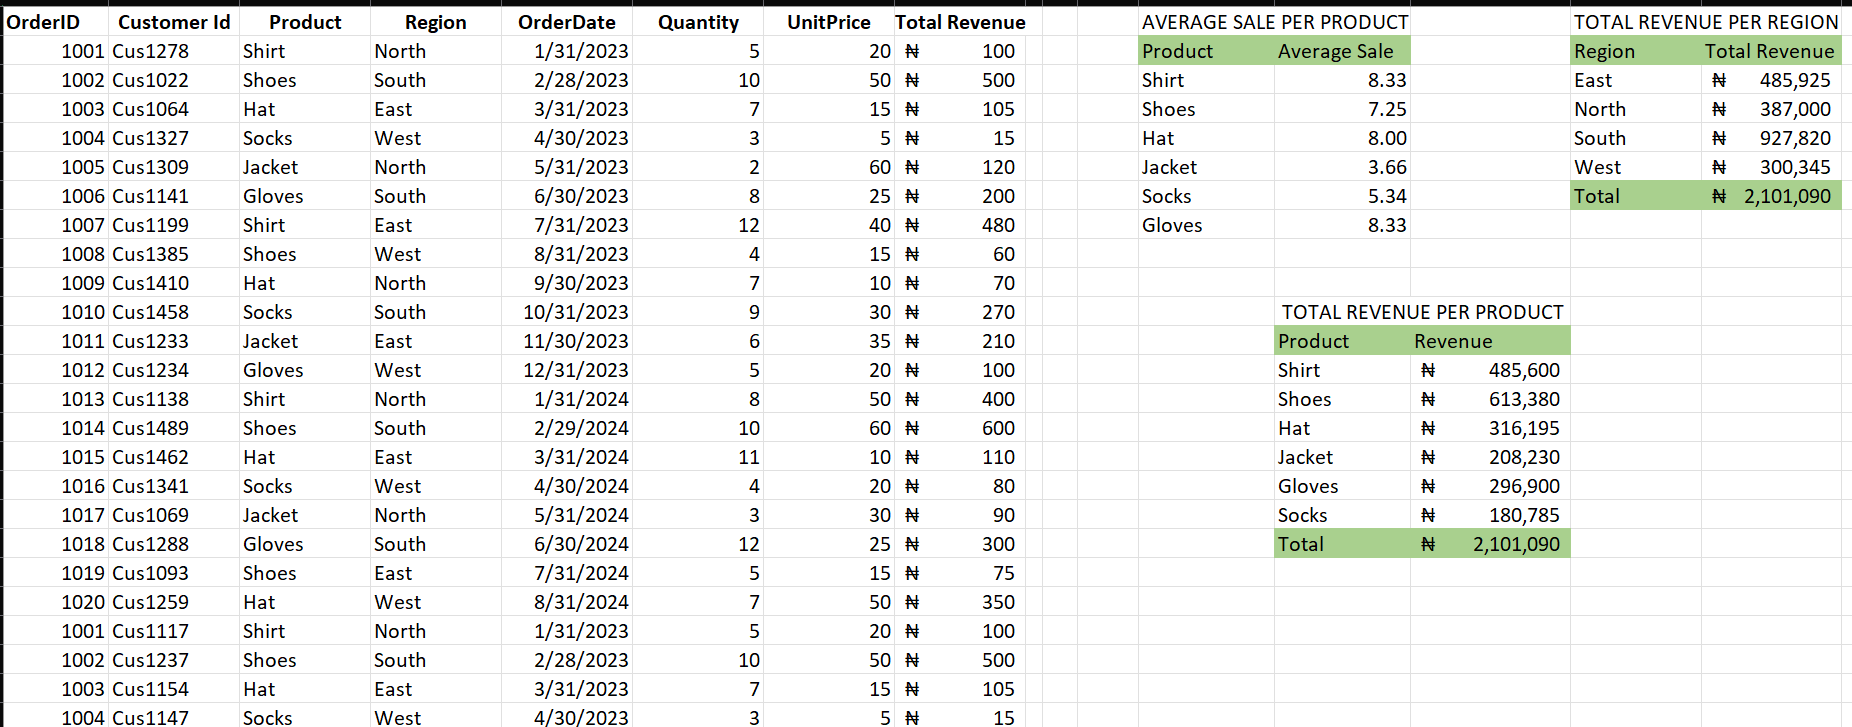 OrderID Customer Id Product Region OrderDate Quantity UnitPrice Total Revenue AVERAGE SALE PER PRODUCT TOTAL REVENUE PER REGION
1001 Cus1278 Shirt North 1/31/2023 5 20 ₦ 100 Product Average Sale Region Total Revenue
1002 Cus1022 Shoes South 2/28/2023 10 50 ₦ 500 Shirt 8.33 East ₦ 485,925
1003 Cus1064 Hat East 3/31/2023 7 15 ₦ 105 Shoes 7.25 North ₦ 387,000
1004 Cus1327 Socks West 4/30/2023 3 5 ₦ 15 Hat 8.00 South ₦ 927,820
1005 Cus1309 Jacket North 5/31/2023 2 60 ₦ 120 Jacket 3.66 West ₦ 300,345
1006 Cus1141 Gloves South 6/30/2023 8 25 ₦ 200 Socks 5.34 Total ₦ 2,101,090
1007 Cus1199 Shirt East 7/31/2023 12 40 ₦ 480 Gloves 8.33
1008 Cus1385 Shoes West 8/31/2023 4 15 ₦ 60
1009 Cus1410 Hat North 9/30/2023 7 10 ₦ 70
1010 Cus1458 Socks South 10/31/2023 9 30 ₦ 270 TOTAL REVENUE PER PRODUCT
1011 Cus1233 Jacket East 11/30/2023 6 35 ₦ 210 Product Revenue
1012 Cus1234 Gloves West 12/31/2023 5 20 ₦ 100 Shirt ₦ 485,600
1013 Cus1138 Shirt North 1/31/2024 8 50 ₦ 400 Shoes ₦ 613,380
1014 Cus1489 Shoes South 2/29/2024 10 60 ₦ 600 Hat ₦ 316,195
1015 Cus1462 Hat East 3/31/2024 11 10 ₦ 110 Jacket ₦ 208,230
1016 Cus1341 Socks West 4/30/2024 4 20 ₦ 80 Gloves ₦ 296,900
1017 Cus1069 Jacket North 5/31/2024 3 30 ₦ 90 Socks ₦ 180,785
1018 Cus1288 Gloves South 6/30/2024 12 25 ₦ 300 Total ₦ 2,101,090
1019 Cus1093 Shoes East 7/31/2024 5 15 ₦ 75
1020 Cus1259 Hat West 8/31/2024 7 50 ₦ 350
1001 Cus1117 Shirt North 1/31/2023 5 20 ₦ 100
1002 Cus1237 Shoes South 2/28/2023 10 50 ₦ 500
1003 Cus1154 Hat East 3/31/2023 7 15 ₦ 105
1004 Cus1147 Socks West 4/30/2023 3 5 ₦ 15